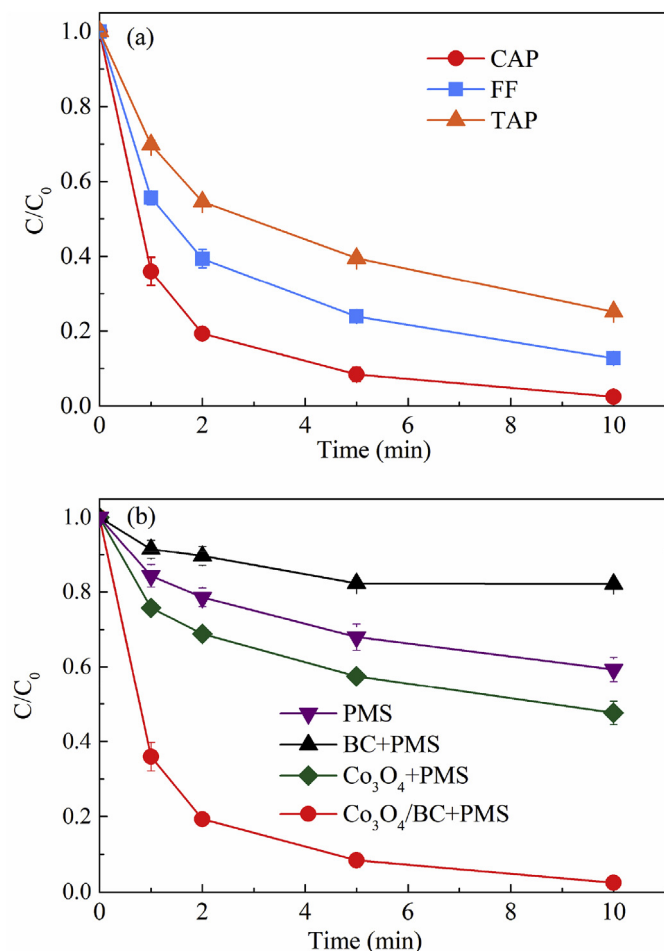 (a)
CAP
FF
TAP
1.0
0.8
0.6
0.4
0.2
0.0
C/C₀
0 2 4 6 8 10
Time (min)
(b)
1.0
0.8
0.6
0.4
0.2
0.0
C/C₀
PMS
BC+PMS
Co₃O₄+PMS
Co₃O₄/BC+PMS
0 2 4 6 8 10
Time (min)